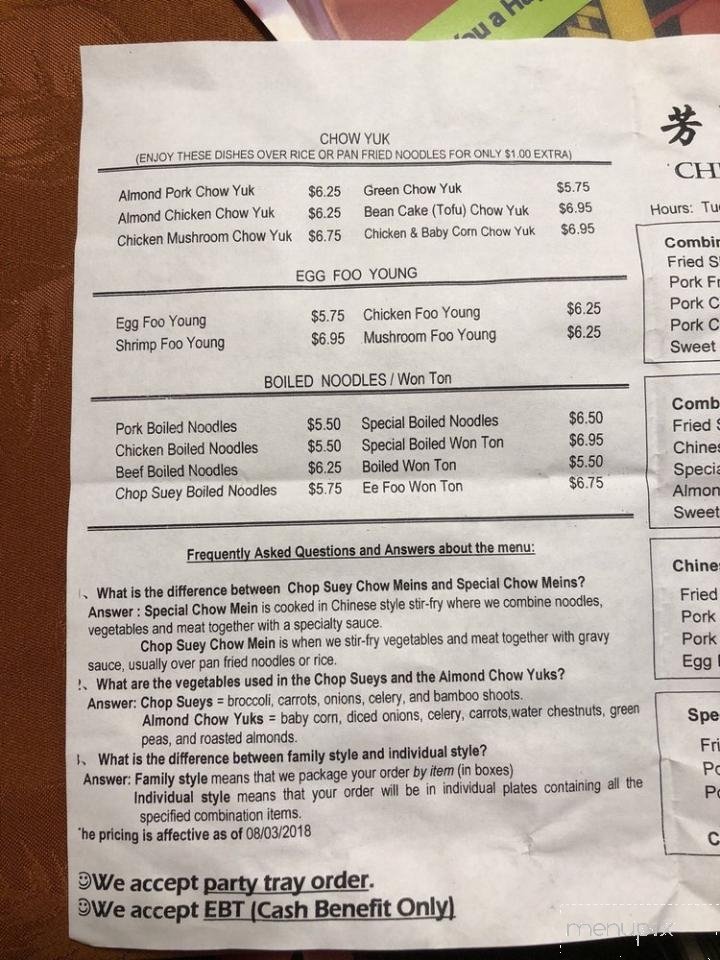 You a Ha
CHOW YUK
(ENJOY THESE DISHES OVER RICE OR PAN FRIED NOODLES FOR ONLY $1.00 EXTRA)
Almond Pork Chow Yuk $6.25 Green Chow Yuk $5.75
Almond Chicken Chow Yuk $6.25 Bean Cake (Tofu) Chow Yuk $6.95
Chicken Mushroom Chow Yuk $6.75 Chicken & Baby Corn Chow Yuk $6.95
EGG FOO YOUNG
Egg Foo Young $5.75 Chicken Foo Young $6.25
Shrimp Foo Young $6.95 Mushroom Foo Young $6.25
BOILED NOODLES / Won Ton
Pork Boiled Noodles $5.50 Special Boiled Noodles $6.50
Chicken Boiled Noodles $5.50 Special Boiled Won Ton $6.95
Beef Boiled Noodles $6.25 Boiled Won Ton $5.50
Chop Suey Boiled Noodles $5.75 Ee Foo Won Ton $6.75
Frequently Asked Questions and Answers about the menu:
、 What is the difference between Chop Suey Chow Meins and Special Chow Meins?
Answer : Special Chow Mein is cooked in Chinese style stir-fry where we combine noodles,
vegetables and meat together with a specialty sauce.
Chop Suey Chow Mein is when we stir-fry vegetables and meat together with gravy
sauce, usually over pan fried noodles or rice.
、 What are the vegetables used in the Chop Sueys and the Almond Chow Yuks?
Answer: Chop Sueys = broccoli, carrots, onions, celery, and bamboo shoots.
Almond Chow Yuks = baby corn, diced onions, celery, carrots,water chestnuts, green
peas, and roasted almonds.
、 What is the difference between family style and individual style?
Answer: Family style means that we package your order by item (in boxes)
Individual style means that your order will be in individual plates containing all the
specified combination items.
he pricing is affective as of 08/03/2018
☺We accept party tray order.
☺We accept EBT (Cash Benefit Only)
芳
CHI
Hours: Tu
Combin
Fried S
Pork Fr
Pork C
Pork C
Sweet
Comb
Fried S
Chines
Specia
Almon
Sweet
Chine
Fried
Pork
Pork
Egg
Spe
Fri
Po
Po
C
menupix